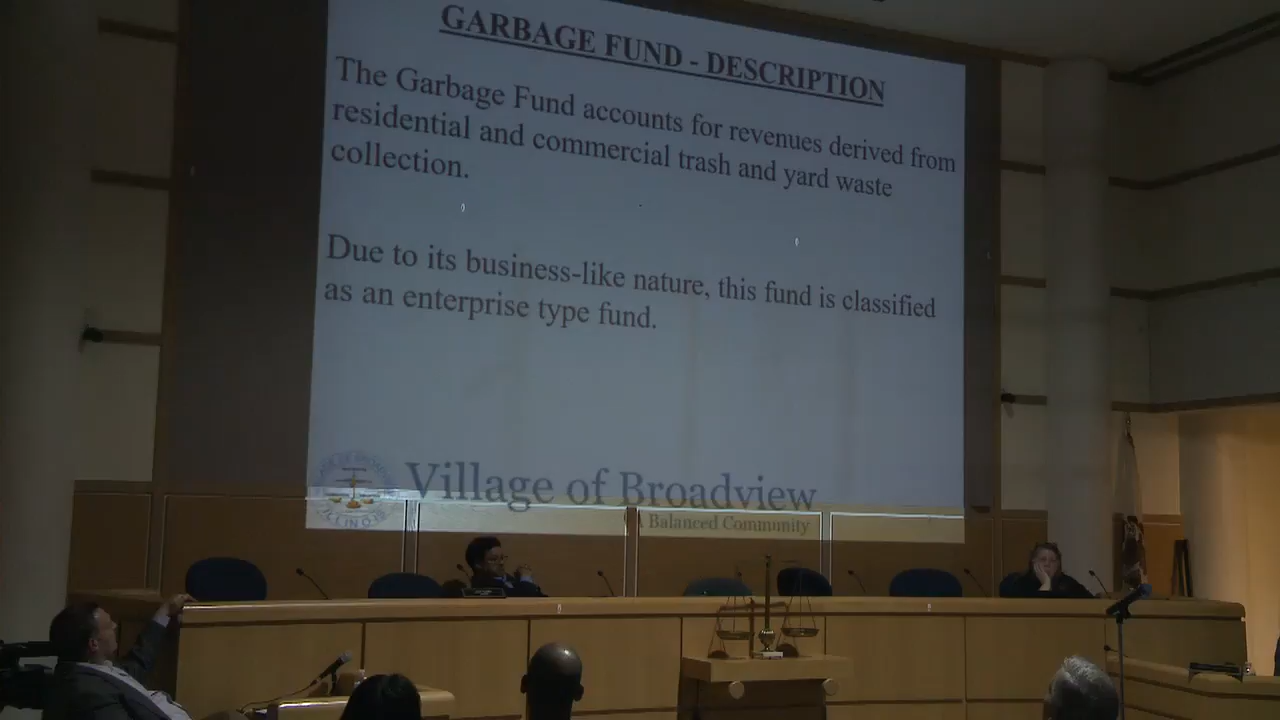 GARBAGE FUND - DESCRIPTION
The Garbage Fund accounts for revenues derived from
residential and commercial trash and yard waste
collection.
Due to its business-like nature, this fund is classified
as an enterprise type fund.
Village of Broadview
A Balanced Community
ILLINOIS